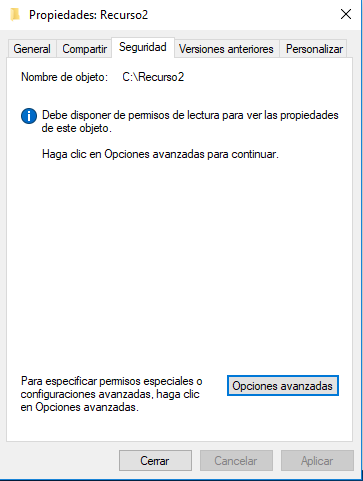 Propiedades: Recurso2
General Compartir Seguridad Versiones anteriores Personalizar
Nombre de objeto: C:\Recurso2
Debe disponer de permisos de lectura para ver las propiedades
de este objeto.
Haga clic en Opciones avanzadas para continuar.
Para especificar permisos especiales o
configuraciones avanzadas, haga clic
en Opciones avanzadas.
Opciones avanzadas
Cerrar Cancelar Aplicar